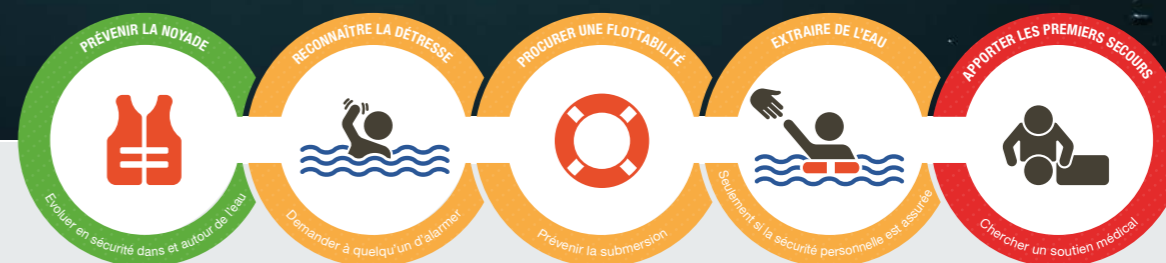 PRÉVENIR LA NOYADE
Evoluer en sécurité dans et autour de l'eau
RECONNAÎTRE LA DÉTRESSE
Demander à quelqu'un d'alarmer
PROCURER UNE FLOTTABILITÉ
Prévenir la submersion
EXTRAIRE DE L'EAU
Seulement si la sécurité personnelle est assurée
APPORTER LES PREMIERS SECOURS
Chercher un soutien médical